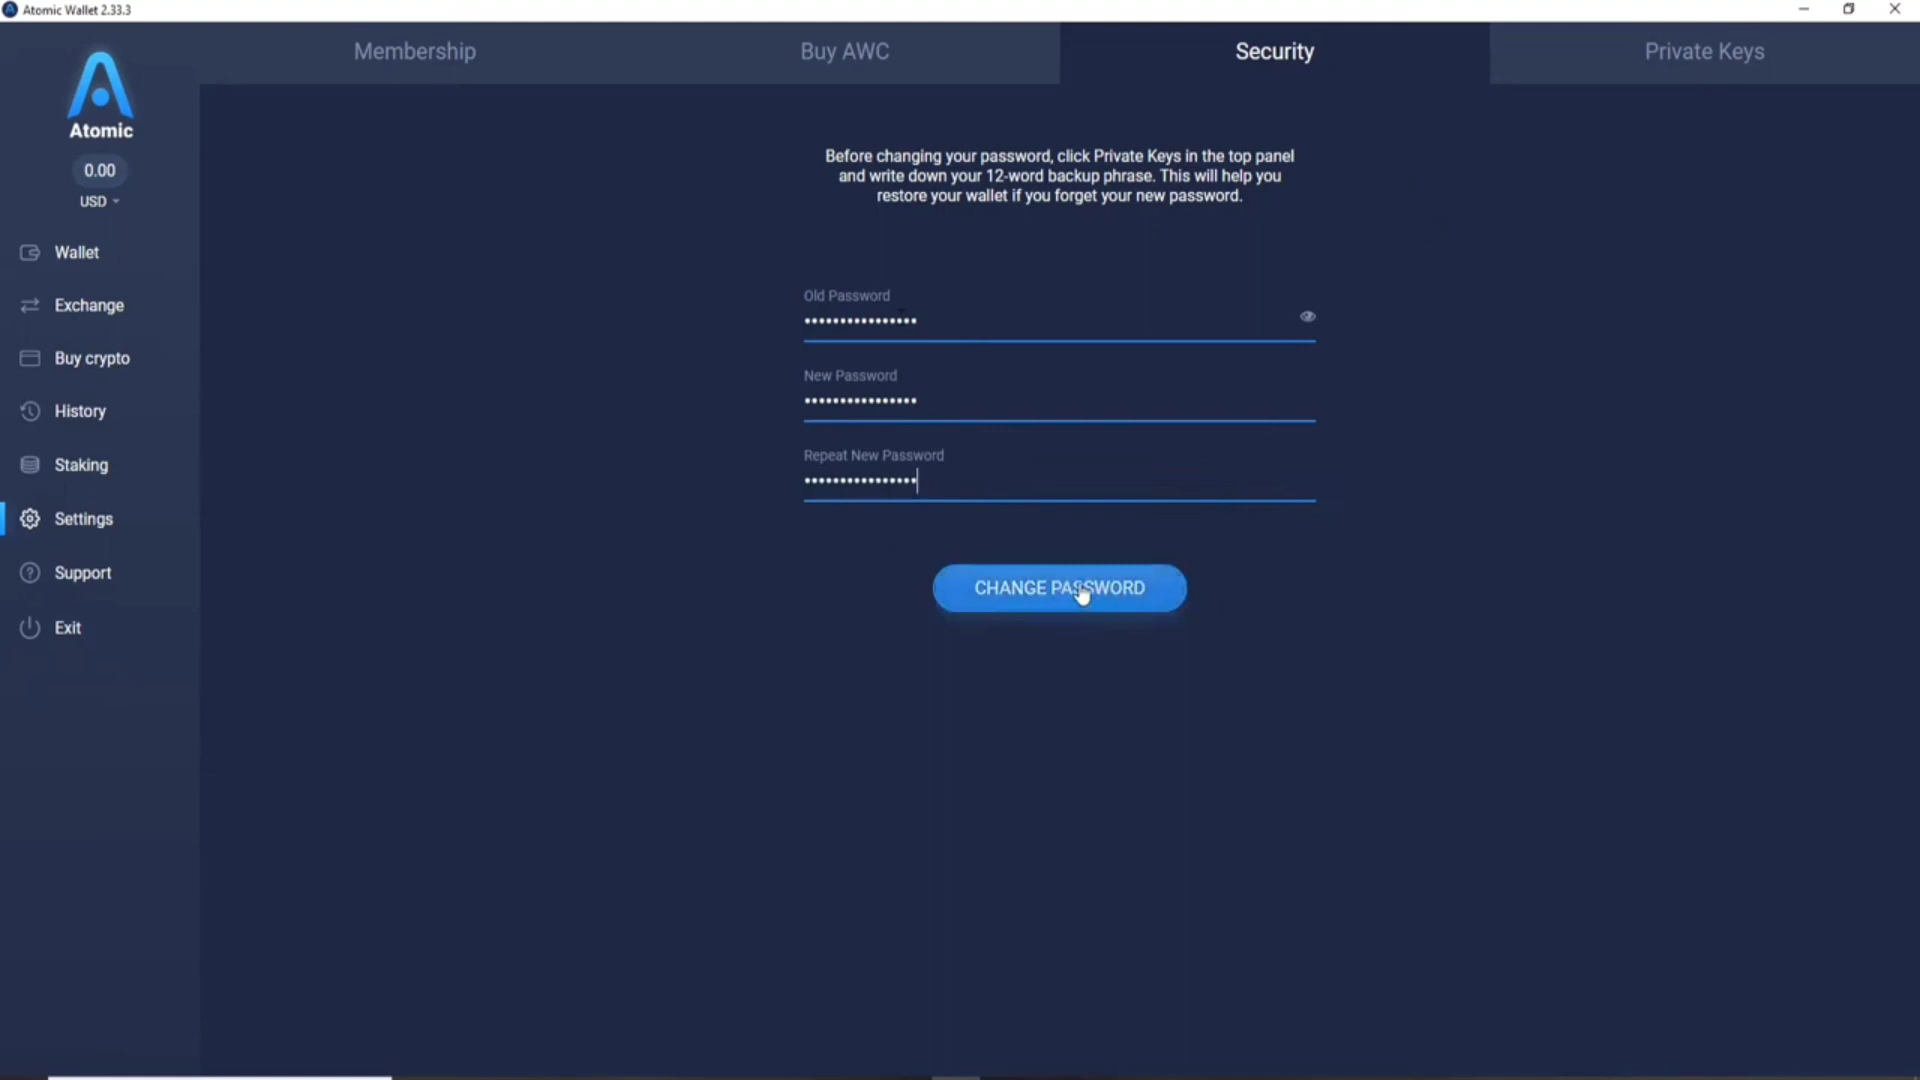 Atomic Wallet 2.33.3
Membership
Buy AWC
Security
Private Keys
Atomic
0.00
USD
Wallet
Exchange
Buy crypto
History
Staking
Settings
Support
Exit
Before changing your password, click Private Keys in the top panel
and write down your 12-word backup phrase. This will help you
restore your wallet if you forget your new password.
Old Password
••••••••••••••••
New Password
••••••••••••••••
Repeat New Password
••••••••••••••••
CHANGE PASSWORD